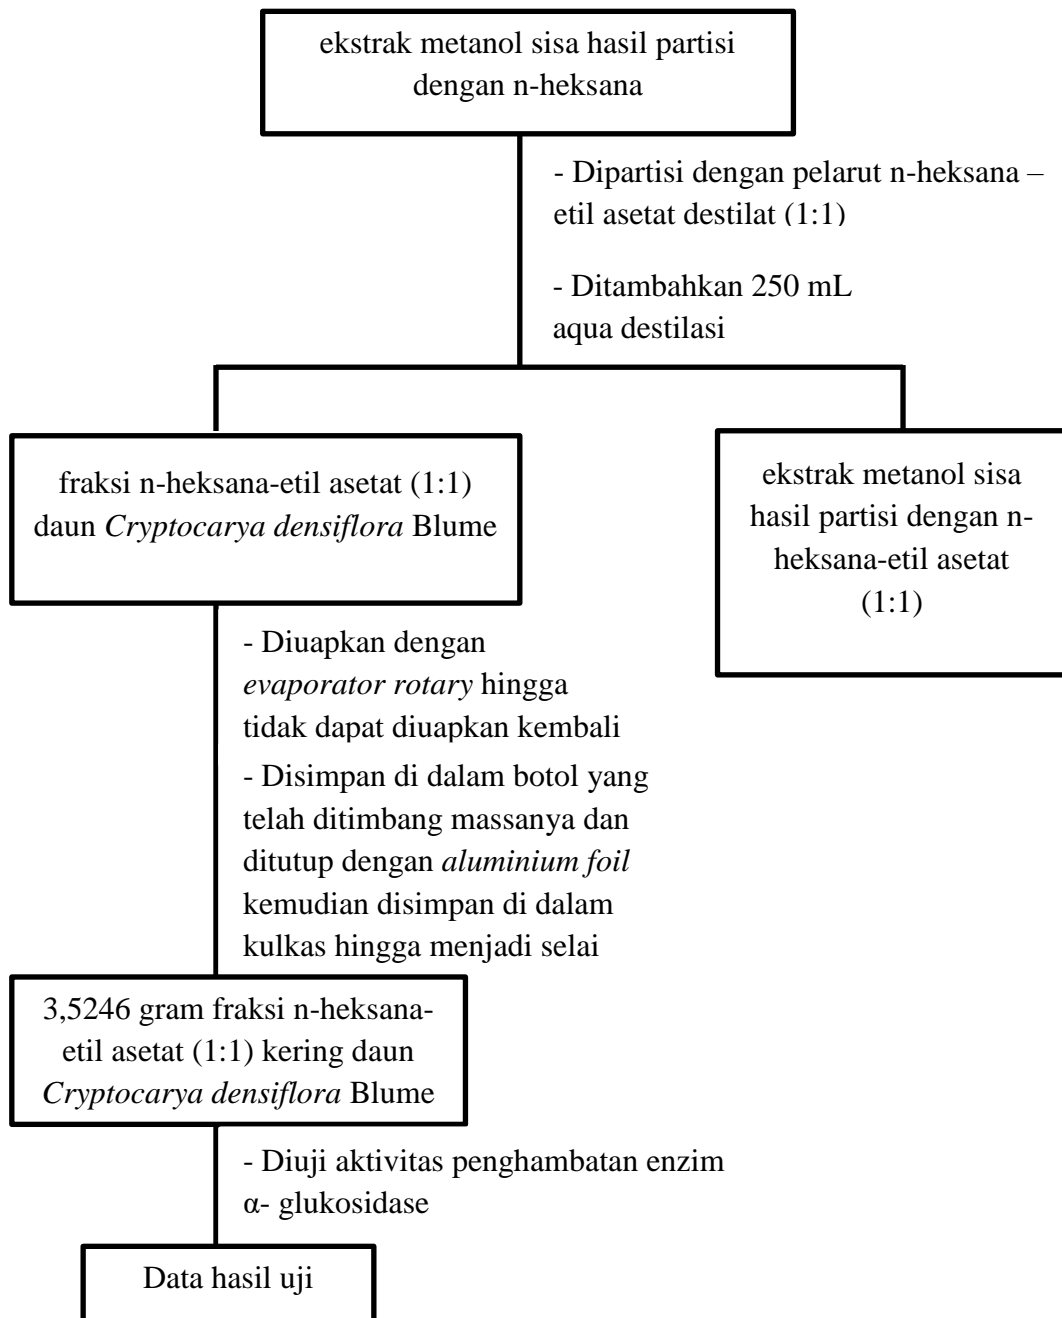 ekstrak metanol sisa hasil partisi
dengan n-heksana
- Dipartisi dengan pelarut n-heksana –
etil asetat destilat (1:1)
- Ditambahkan 250 mL
aqua destilasi
fraksi n-heksana-etil asetat (1:1)
daun Cryptocarya densiflora Blume
ekstrak metanol sisa
hasil partisi dengan n-
heksana-etil asetat
(1:1)
- Diuapkan dengan
evaporator rotary hingga
tidak dapat diuapkan kembali
- Disimpan di dalam botol yang
telah ditimbang massanya dan
ditutup dengan aluminium foil
kemudian disimpan di dalam
kulkas hingga menjadi selai
3,5246 gram fraksi n-heksana-
etil asetat (1:1) kering daun
Cryptocarya densiflora Blume
- Diuji aktivitas penghambatan enzim
α- glukosidase
Data hasil uji